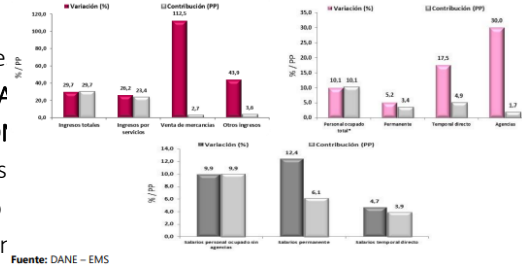 Variación (%) Contribución (PP)
120,0
100,0
80,0
60,0
40,0
20,0
0,0
% / PP
29,7 29,7 26,2 23,4 112,5 2,7 43,9 3,6
Ingresos totales Ingresos por servicios Venta de mercancías Otros ingresos
Variación (%) Contribución (PP)
35,0
30,0
25,0
20,0
15,0
10,0
5,0
0,0
% / PP
10,1 10,1 5,2 3,4 17,5 4,9 30,0 1,7
Personal ocupado total* Permanente Temporal directo Agencias
Variación (%) Contribución (PP)
14,0
12,0
10,0
8,0
6,0
4,0
2,0
0,0
% / PP
9,9 9,9 12,4 6,1 4,7 3,9
Salarios personal ocupado sin agencias Salarios permanente Salarios temporal directo
Fuente: DANE – EMS